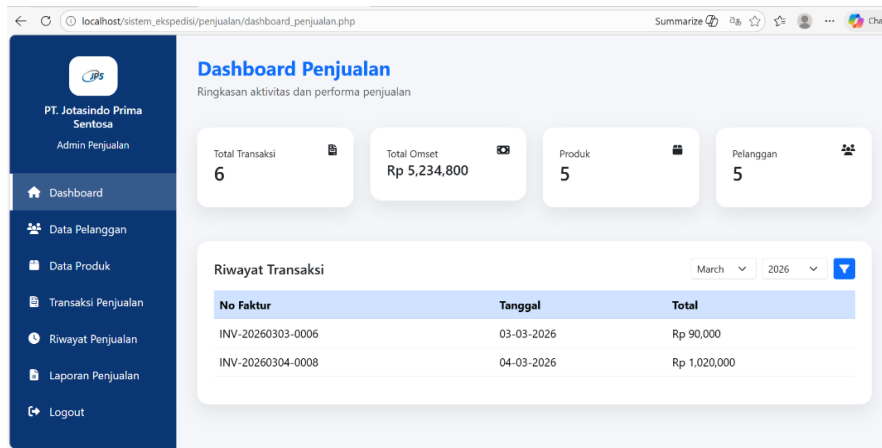 localhost/sistem_ekspedisi/penjualan/dashboard_penjualan.php
Summarize
JPS
PT. Jotasindo Prima
Sentosa
Admin Penjualan
Dashboard
Data Pelanggan
Data Produk
Transaksi Penjualan
Riwayat Penjualan
Laporan Penjualan
Logout
Dashboard Penjualan
Ringkasan aktivitas dan performa penjualan
Total Transaksi
6
Total Omset
Rp 5,234,800
Produk
5
Pelanggan
5
Riwayat Transaksi
March 2026
No Faktur Tanggal Total
INV-20260303-0006 03-03-2026 Rp 90,000
INV-20260304-0008 04-03-2026 Rp 1,020,000